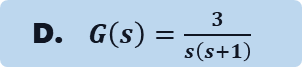 D. G(s) = 3 / s(s+1)